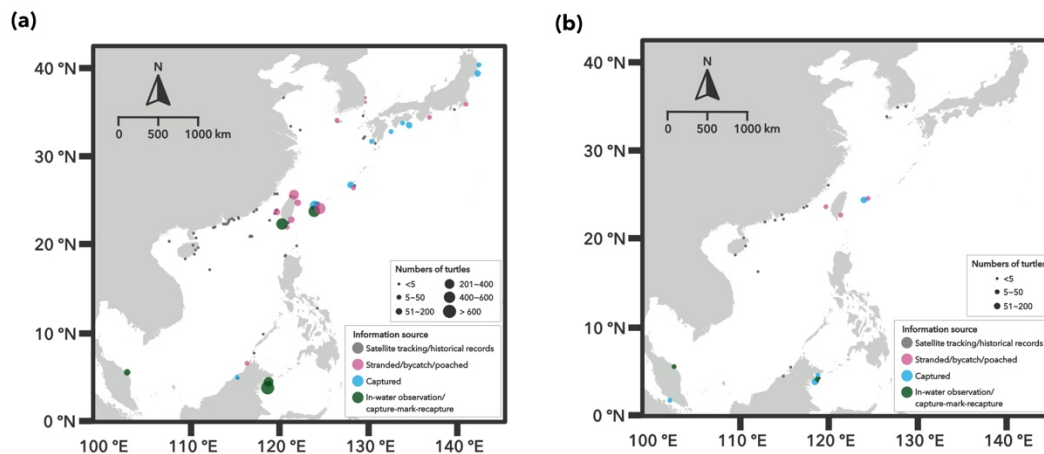 (a)
40 °N
30 °N
20 °N
10 °N
0 °N
100 °E
110 °E
120 °E
130 °E
140 °E
N
0
500
1000 km
Numbers of turtles
<5
5~50
51~200
201~400
400~600
> 600
Information source
Satellite tracking/historical records
Stranded/bycatch/poached
Captured
In-water observation/
capture-mark-recapture
(b)
40 °N
30 °N
20 °N
10 °N
0 °N
100 °E
110 °E
120 °E
130 °E
140 °E
N
0
500
1000 km
Numbers of turtles
<5
5~50
51~200
Information source
Satellite tracking/historical records
Stranded/bycatch/poached
Captured
In-water observation/
capture-mark-recapture